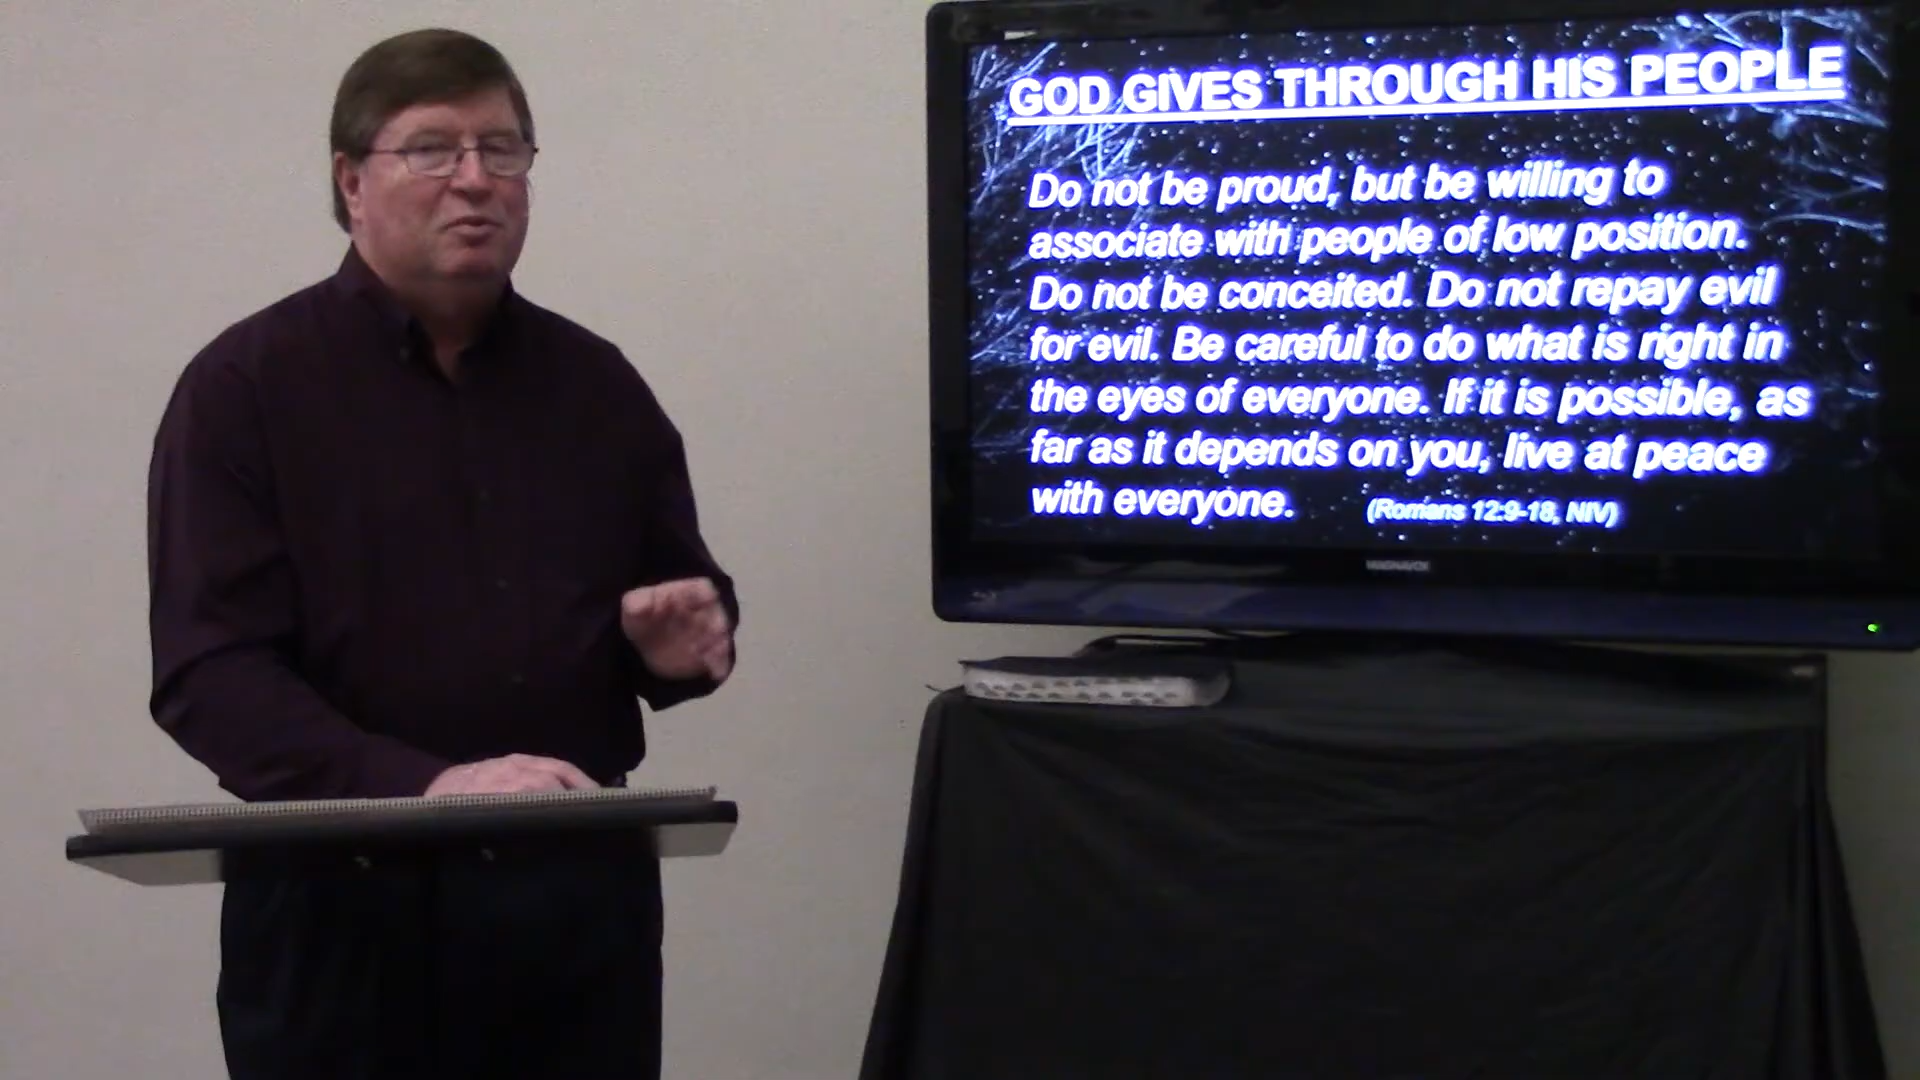 GOD GIVES THROUGH HIS PEOPLE
Do not be proud, but be willing to
associate with people of low position.
Do not be conceited. Do not repay evil
for evil. Be careful to do what is right in
the eyes of everyone. If it is possible, as
far as it depends on you, live at peace
with everyone. (Romans 12:9-18, NIV)
MAGNAVOX